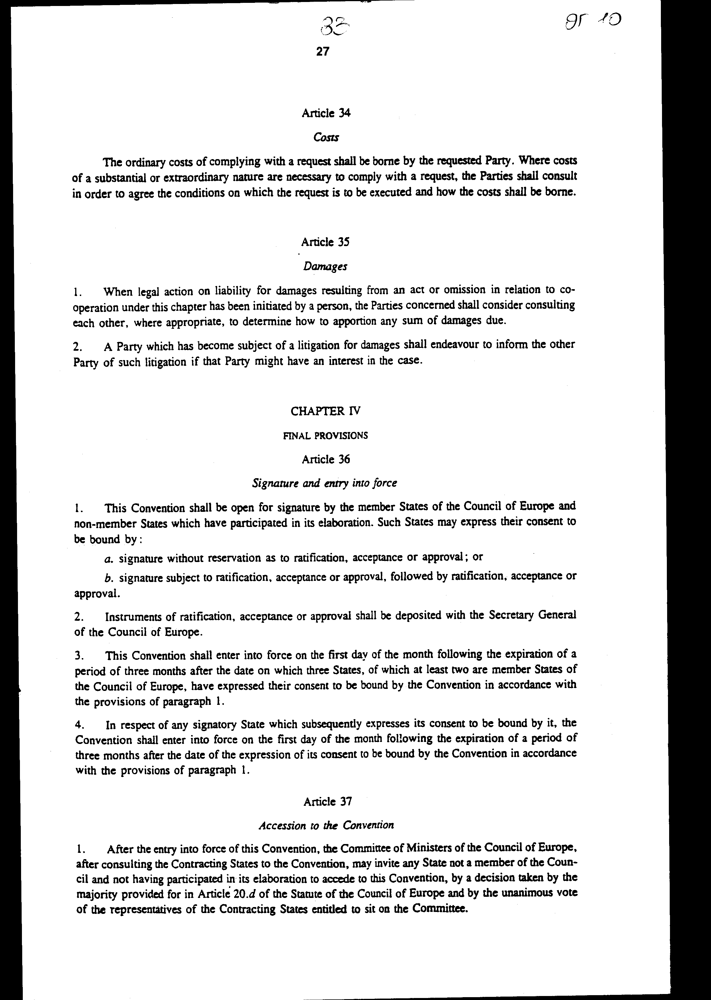 33
gr 10
27
Article 34
Costs
The ordinary costs of complying with a request shall be borne by the requested Party. Where costs
of a substantial or extraordinary nature are necessary to comply with a request, the Parties shall consult
in order to agree the conditions on which the request is to be executed and how the costs shall be borne.
Article 35
Damages
1. When legal action on liability for damages resulting from an act or omission in relation to co-
operation under this chapter has been initiated by a person, the Parties concerned shall consider consulting
each other, where appropriate, to determine how to apportion any sum of damages due.
2. A Party which has become subject of a litigation for damages shall endeavour to inform the other
Party of such litigation if that Party might have an interest in the case.
CHAPTER IV
FINAL PROVISIONS
Article 36
Signature and entry into force
1. This Convention shall be open for signature by the member States of the Council of Europe and
non-member States which have participated in its elaboration. Such States may express their consent to
be bound by :
a. signature without reservation as to ratification, acceptance or approval; or
b. signature subject to ratification, acceptance or approval, followed by ratification, acceptance or
approval.
2. Instruments of ratification, acceptance or approval shall be deposited with the Secretary General
of the Council of Europe.
3. This Convention shall enter into force on the first day of the month following the expiration of a
period of three months after the date on which three States, of which at least two are member States of
the Council of Europe, have expressed their consent to be bound by the Convention in accordance with
the provisions of paragraph 1.
4. In respect of any signatory State which subsequently expresses its consent to be bound by it, the
Convention shall enter into force on the first day of the month following the expiration of a period of
three months after the date of the expression of its consent to be bound by the Convention in accordance
with the provisions of paragraph 1.
Article 37
Accession to the Convention
1. After the entry into force of this Convention, the Committee of Ministers of the Council of Europe,
after consulting the Contracting States to the Convention, may invite any State not a member of the Coun-
cil and not having participated in its elaboration to accede to this Convention, by a decision taken by the
majority provided for in Article 20.d of the Statute of the Council of Europe and by the unanimous vote
of the representatives of the Contracting States entitled to sit on the Committee.